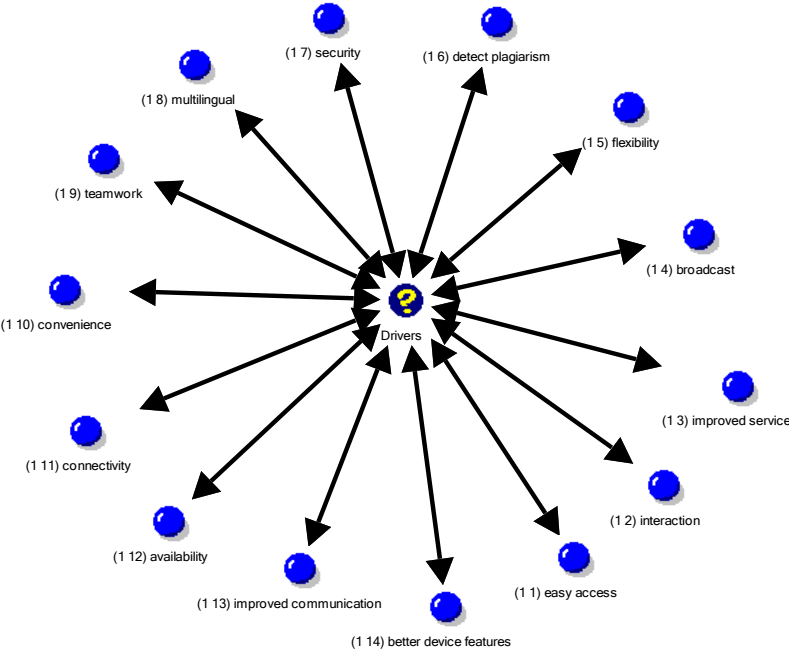 (1 7) security
(1 6) detect plagiarism
(1 8) multilingual
(1 5) flexibility
(1 9) teamwork
(1 4) broadcast
?
(1 10) convenience
Drivers
(1 3) improved service
(1 11) connectivity
(1 2) interaction
(1 12) availability
(1 1) easy access
(1 13) improved communication
(1 14) better device features